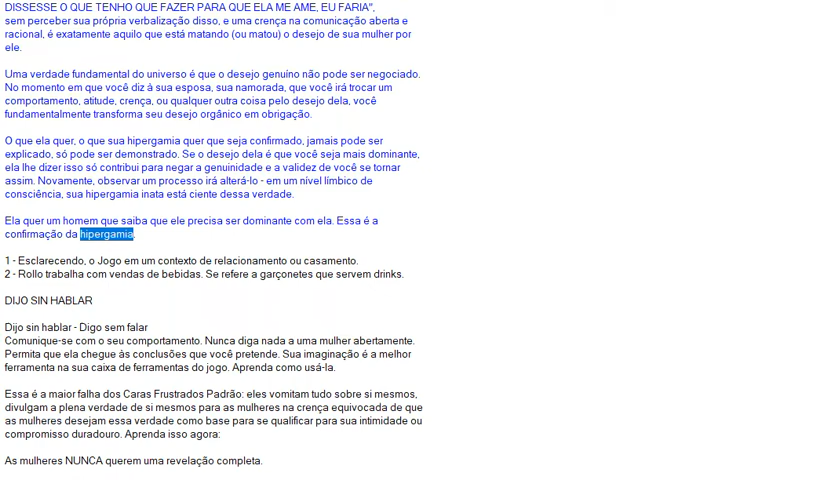 DISSESSE O QUE TENHO QUE FAZER PARA QUE ELA ME AME, EU FARIA",
sem perceber sua própria verbalização disso, e uma crença na comunicação aberta e
racional, é exatamente aquilo que está matando (ou matou) o desejo de sua mulher por
ele.
Uma verdade fundamental do universo é que o desejo genuíno não pode ser negociado.
No momento em que você diz à sua esposa, sua namorada, que você irá trocar um
comportamento, atitude, crença, ou qualquer outra coisa pelo desejo dela, você
fundamentalmente transforma seu desejo orgânico em obrigação.
O que ela quer, o que sua hipergamia quer que seja confirmado, jamais pode ser
explicado, só pode ser demonstrado. Se o desejo dela é que você seja mais dominante,
ela lhe dizer isso só contribui para negar a genuinidade e a validez de você se tornar
assim. Novamente, observar um processo irá alterá-lo - em um nível límbico de
consciência, sua hipergamia inata está ciente dessa verdade.
Ela quer um homem que saiba que ele precisa ser dominante com ela. Essa é a
confirmação da hipergamia.
1 - Esclarecendo, o Jogo em um contexto de relacionamento ou casamento.
2 - Rollo trabalha com vendas de bebidas. Se refere a garçonetes que servem drinks.
DIJO SIN HABLAR
Dijo sin hablar - Digo sem falar
Comunique-se com o seu comportamento. Nunca diga nada a uma mulher abertamente.
Permita que ela chegue às conclusões que você pretende. Sua imaginação é a melhor
ferramenta na sua caixa de ferramentas do jogo. Aprenda como usá-la.
Essa é a maior falha dos Caras Frustrados Padrão: eles vomitam tudo sobre si mesmos,
divulgam a plena verdade de si mesmos para as mulheres na crença equivocada de que
as mulheres desejam essa verdade como base para se qualificar para sua intimidade ou
compromisso duradouro. Aprenda isso agora:
As mulheres NUNCA querem uma revelação completa.